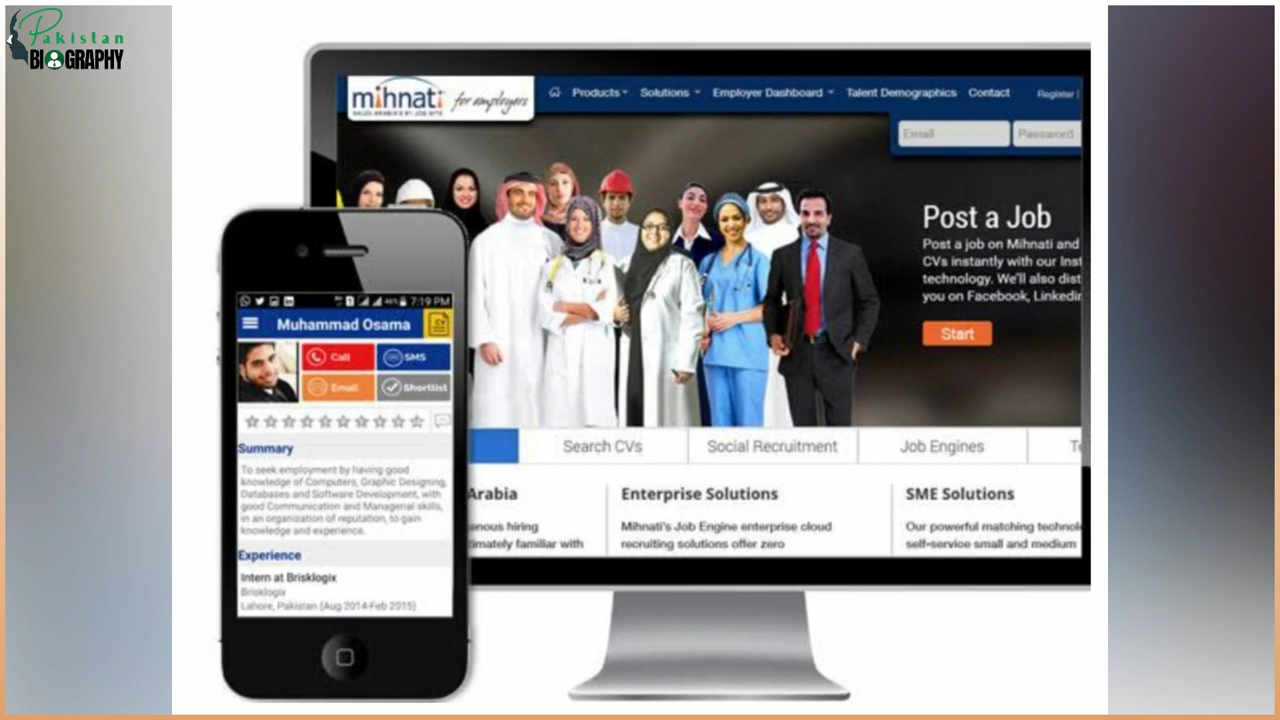 Pakistan
BIOGRAPHY
mihnati for employers
SAUDI ARABIA'S #1 JOB SITE
Products
Solutions
Employer Dashboard
Talent Demographics
Contact
Register |
Email
Password
Post a Job
Post a job on Mihnati and
CVs instantly with our Inst
technology. We'll also dist
you on Facebook, Linkedin
Start
Search CVs
Social Recruitment
Job Engines
T
Arabia
enous hiring
timately familiar with
Enterprise Solutions
Mihnati's Job Engine enterprise cloud
recruiting solutions offer zero
SME Solutions
Our powerful matching technol
self-service small and medium
7:19 PM
Muhammad Osama
CV
Call
SMS
Email
Shortlist
Summary
To seek employment by having good
knowledge of Computers, Graphic Designing,
Databases and Software Development, with
good Communication and Managerial skills,
in an organization of reputation, to gain
knowledge and experience.
Experience
Intern at Brisklogix
Brisklogix
Lahore, Pakistan (Aug 2014-Feb 2015)